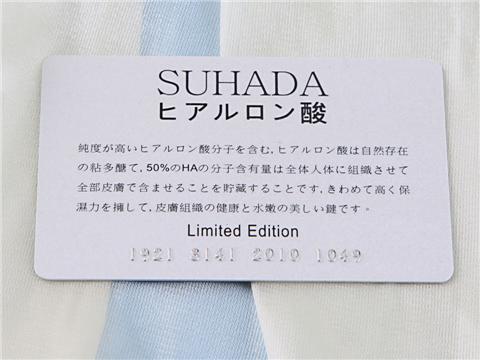 SUHADA
ヒアルロン酸
純度が高いヒアルロン酸分子を含む,ヒアルロン酸は自然存在
の粘多醣て, 50%のHAの分子含有量は全体人体に組織させて
全部皮膚で含ませることを貯蔵することです, きわめて高く保
濕力を擁して, 皮膚組織の健康と水嫩の美しい鍵です。
Limited Edition
1921 3141 2010 1049